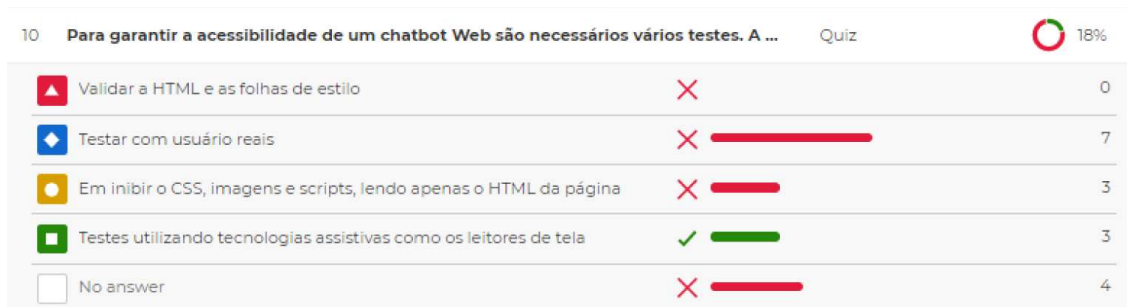 10 Para garantir a acessibilidade de um chatbot Web são necessários vários testes. A ... Quiz 18%
Validar a HTML e as folhas de estilo 0
Testar com usuário reais 7
Em inibir o CSS, imagens e scripts, lendo apenas o HTML da página 3
Testes utilizando tecnologias assistivas como os leitores de tela 3
No answer 4